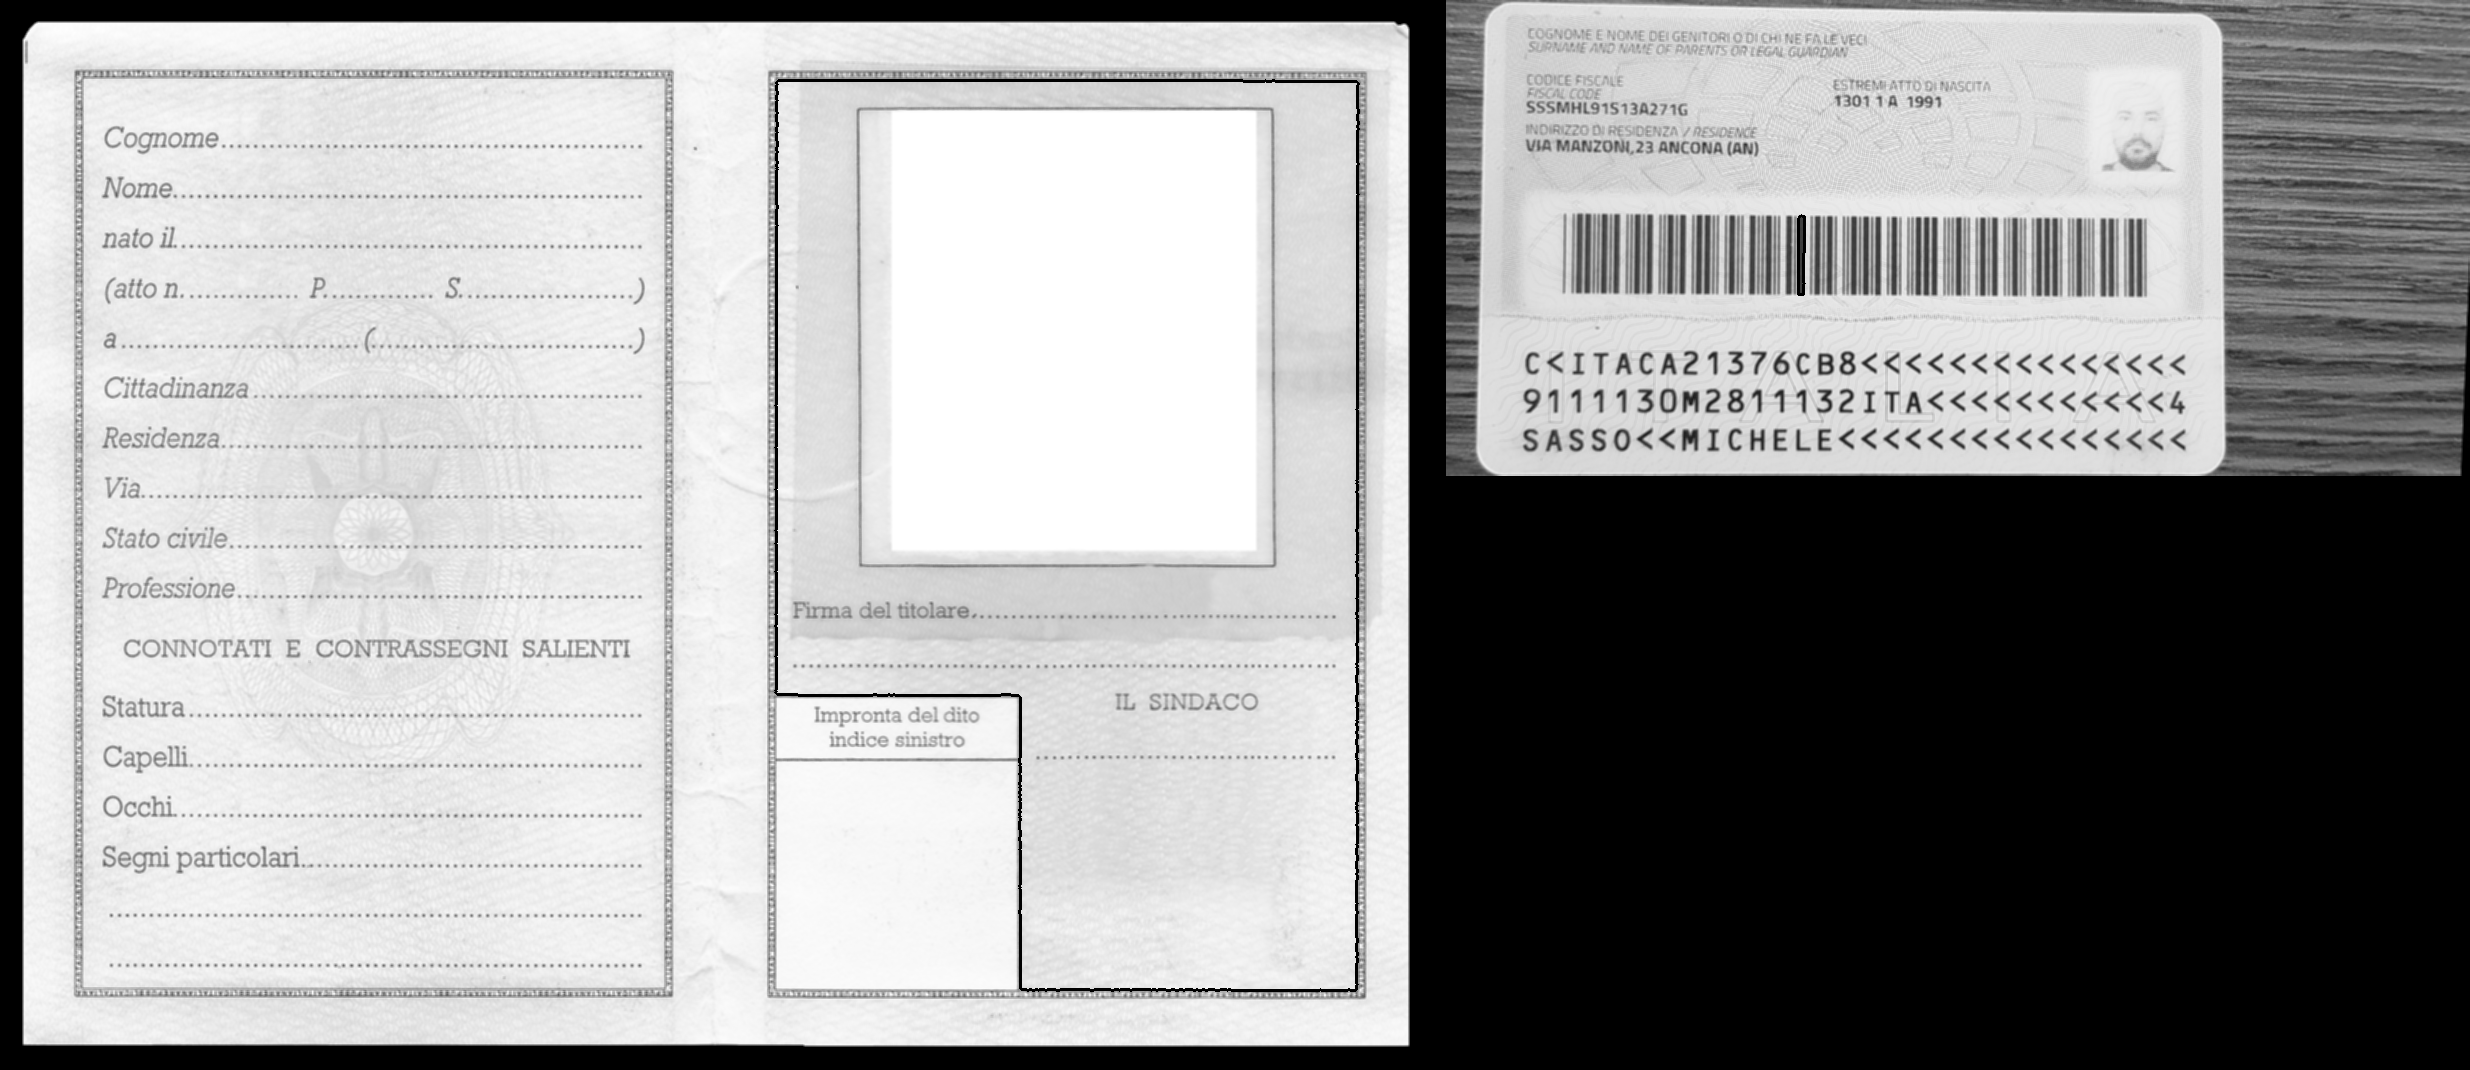 Cognome
Nome
nato il
(atto n. P. S. )
a ( )
Cittadinanza
Residenza
Via
Stato civile
Professione
CONNOTATI E CONTRASSEGNI SALIENTI
Statura
Capelli
Occhi
Segni particolari
Firma del titolare
IL SINDACO
Impronta del dito
indice sinistro
COGNOME E NOME DEI GENITORI O DI CHI NE FA LE VECI
SURNAME AND NAME OF PARENTS OR LEGAL GUARDIAN
CODICE FISCALE
FISCAL CODE
SSSMHL91S13A271G
ESTREMI ATTO DI NASCITA
1301 1 A 1991
INDIRIZZO DI RESIDENZA / RESIDENCE
VIA MANZONI,23 ANCONA (AN)
C<ITACA21376CB8<<<<<<<<<<<<<<<
9111130M2811132ITA<<<<<<<<<<<4
SASSO<<MICHELE<<<<<<<<<<<<<<<<